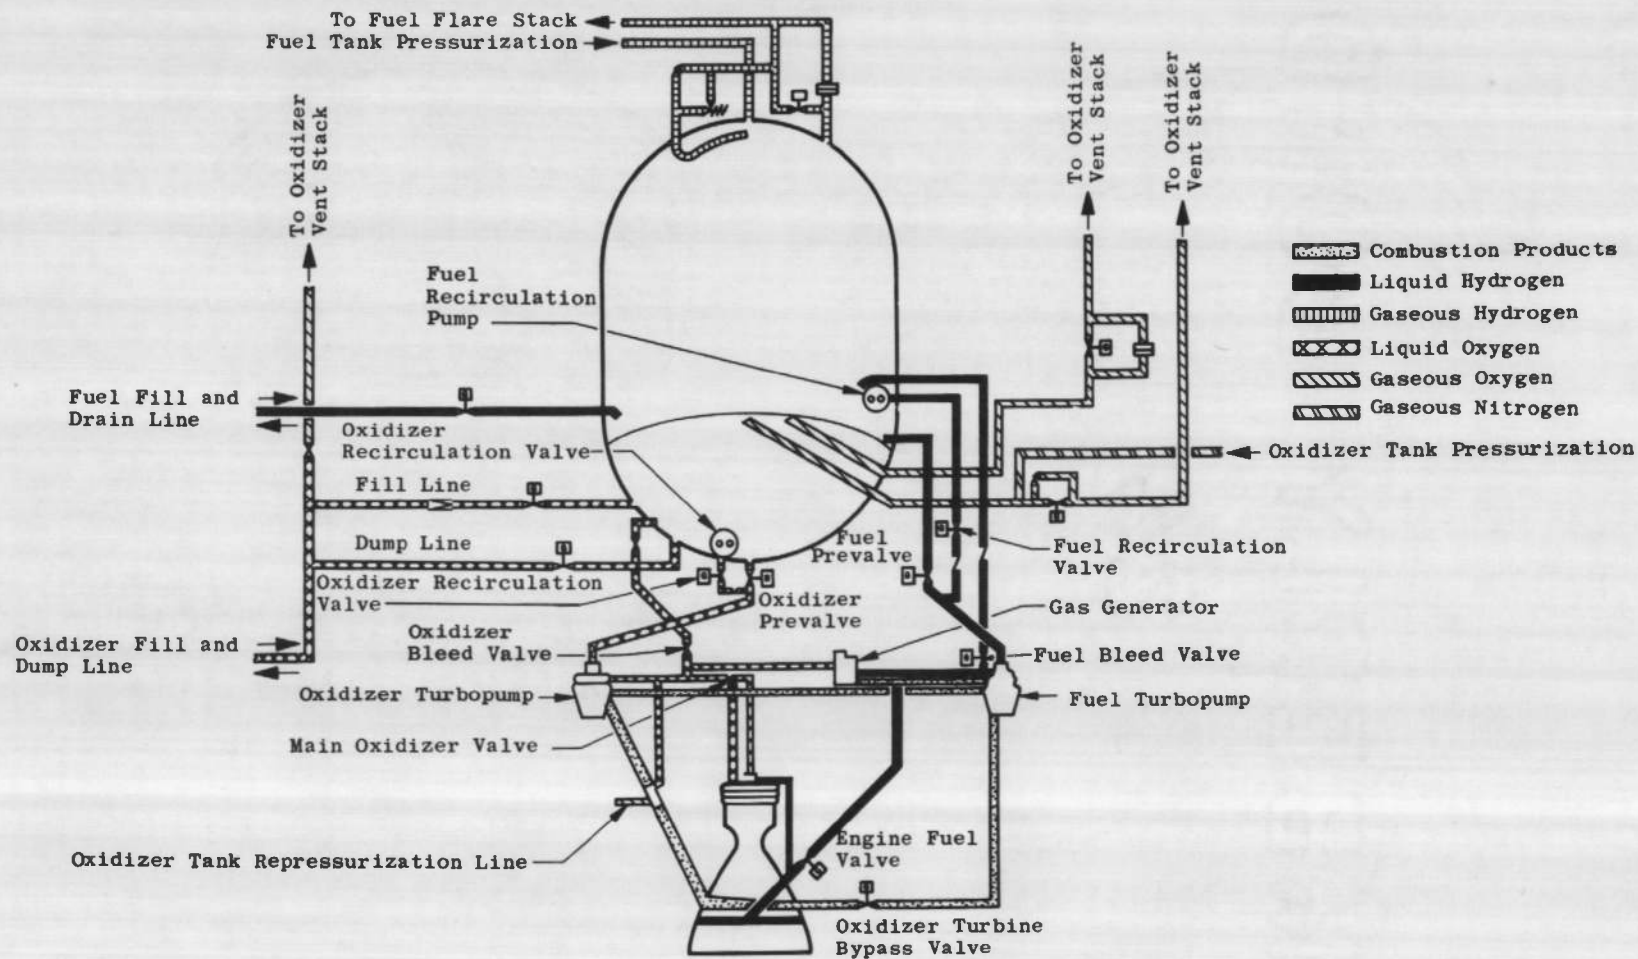 To Fuel Flare Stack
Fuel Tank Pressurization
To Oxidizer
Vent Stack
To Oxidizer
Vent Stack
To Oxidizer
Vent Stack
Combustion Products
Liquid Hydrogen
Gaseous Hydrogen
Liquid Oxygen
Gaseous Oxygen
Gaseous Nitrogen
Fuel
Recirculation
Pump
Fuel Fill and
Drain Line
Oxidizer
Recirculation Valve
Oxidizer Tank Pressurization
Fill Line
Dump Line
Fuel
Prevalve
Fuel Recirculation
Valve
Oxidizer Recirculation
Valve
Oxidizer
Prevalve
Gas Generator
Oxidizer Fill and
Dump Line
Oxidizer
Bleed Valve
Fuel Bleed Valve
Oxidizer Turbopump
Fuel Turbopump
Main Oxidizer Valve
Engine Fuel
Valve
Oxidizer Tank Repressurization Line
Oxidizer Turbine
Bypass Valve